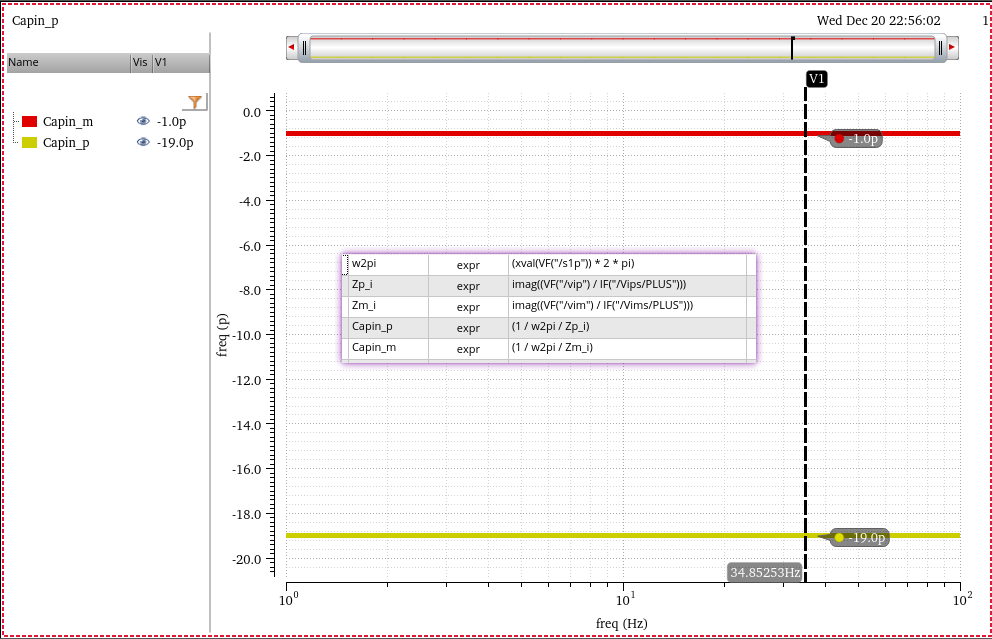 Capin_p
Wed Dec 20 22:56:02
1
Name Vis V1
Capin_m -1.0p
Capin_p -19.0p
V1
0.0
-2.0
-4.0
-6.0
-8.0
-10.0
-12.0
-14.0
-16.0
-18.0
-20.0
freq (p)
-1.0p
w2pi expr (xval(VF("/s1p")) * 2 * pi)
Zp_i expr imag((VF("/vip") / IF("/Vips/PLUS")))
Zm_i expr imag((VF("/vim") / IF("/Vims/PLUS")))
Capin_p expr (1 / w2pi / Zp_i)
Capin_m expr (1 / w2pi / Zm_i)
-19.0p
34.85253Hz
10^0 10^1 10^2
freq (Hz)